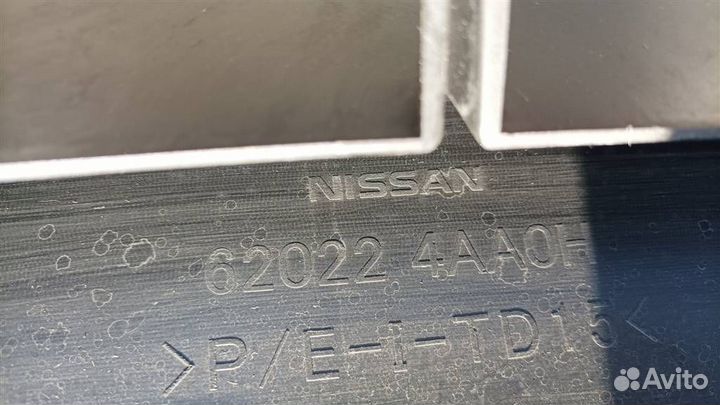 NISSAN
62022 4AA0H
>P/E-I-TD15<
Avito